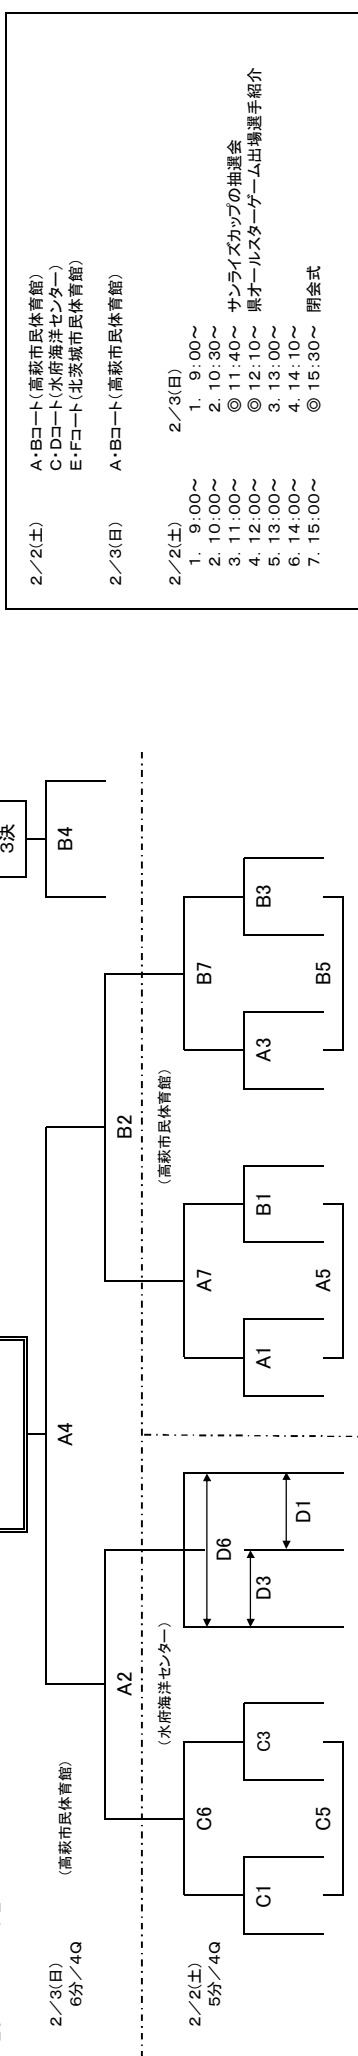 3決
B4
A4
(高萩市民体育館)
2/3(日)
6分/4Q
A2
B2
(水府海洋センター)
(高萩市民体育館)
2/2(土)
5分/4Q
C6
D6
A7
B7
C1
C3
D3
D1
A1
B1
A3
B3
C5
A5
B5
2/2(土) A・Bコート(高萩市民体育館)
C・Dコート(水府海洋センター)
E・Fコート(北茨城市民体育館)
2/3(日) A・Bコート(高萩市民体育館)
2/2(土)
1. 9:00~
2. 10:00~
3. 11:00~
4. 12:00~
5. 13:00~
6. 14:00~
7. 15:00~
2/3(日)
1. 9:00~
2. 10:30~
◎ 11:40~ サンライズカップの抽選会
◎ 12:10~ 県オールスターゲーム出場選手紹介
3. 13:00~
4. 14:10~
◎ 15:30~ 閉会式